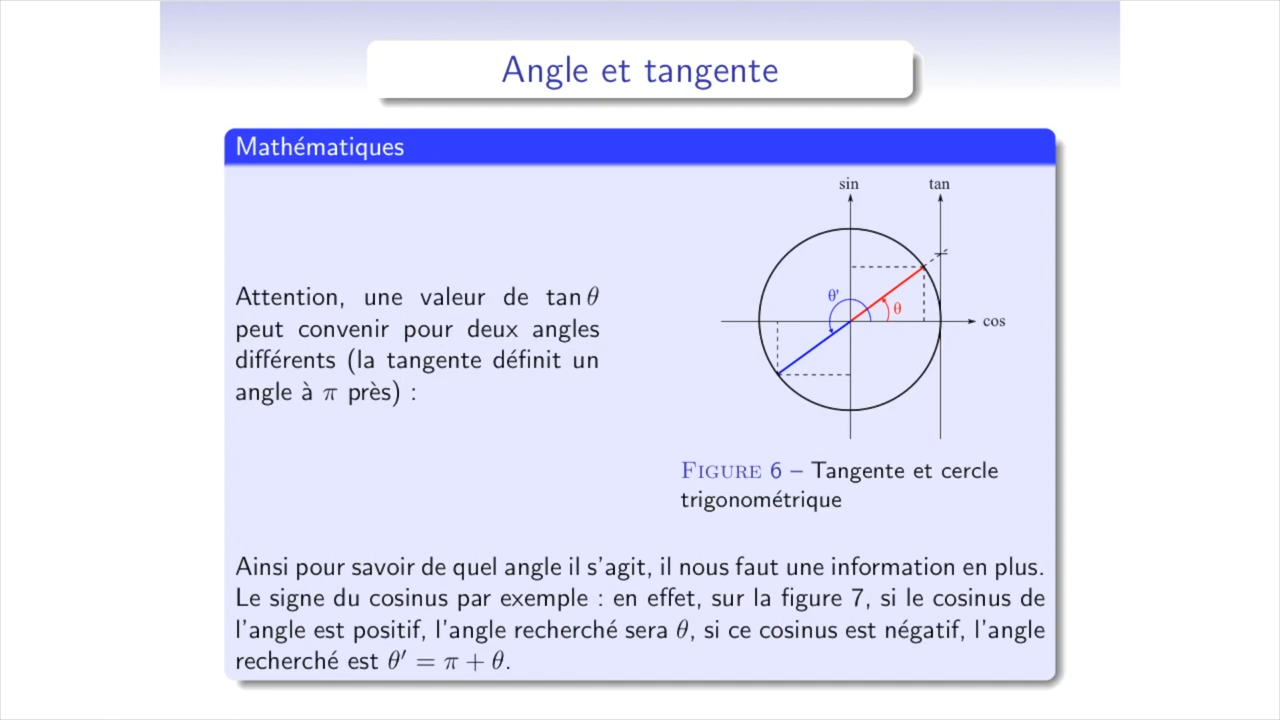 Angle et tangente
Mathématiques
sin
tan
θ'
θ
cos
Attention, une valeur de tan θ
peut convenir pour deux angles
différents (la tangente définit un
angle à π près) :
FIGURE 6 – Tangente et cercle
trigonométrique
Ainsi pour savoir de quel angle il s'agit, il nous faut une information en plus.
Le signe du cosinus par exemple : en effet, sur la figure 7, si le cosinus de
l'angle est positif, l'angle recherché sera θ, si ce cosinus est négatif, l'angle
recherché est θ′ = π + θ.